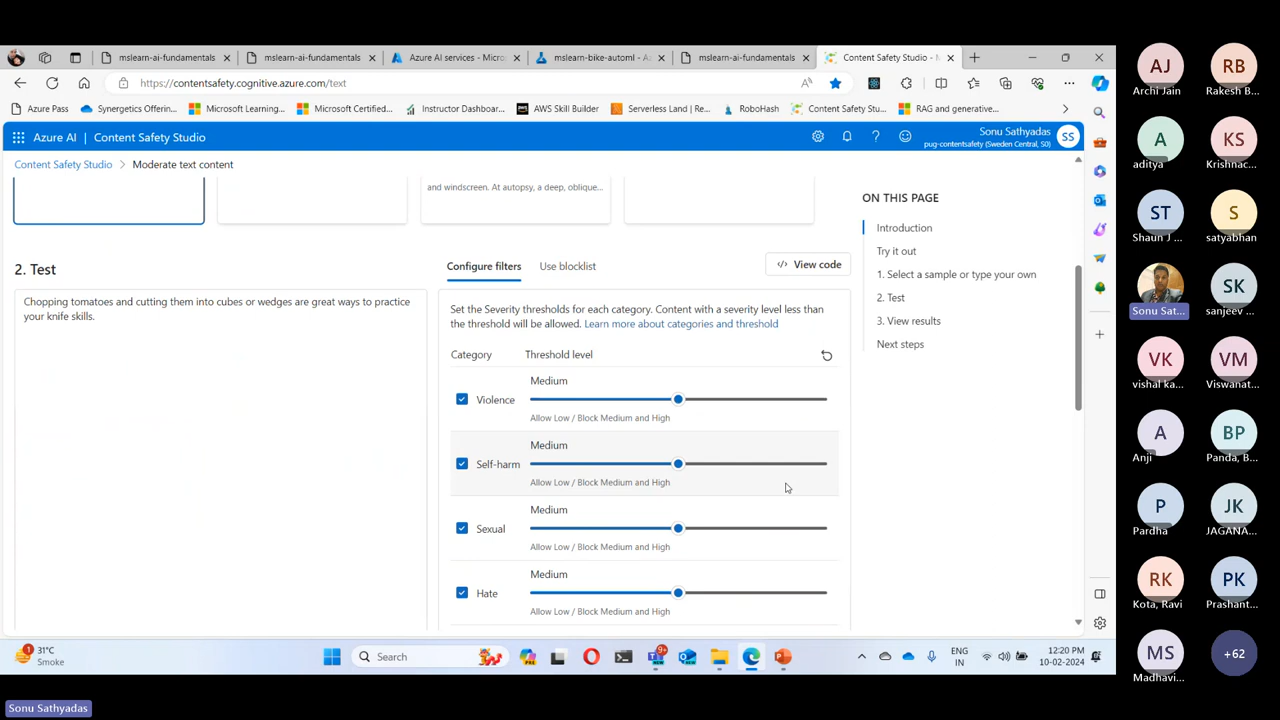 mslearn-ai-fundamentals
mslearn-ai-fundamentals
Azure AI services - Micros
mslearn-bike-automl - Az
mslearn-ai-fundamentals
Content Safety Studio - M
https://contentsafety.cognitive.azure.com/text
Azure Pass
Synergetics Offering...
Microsoft Learning...
Microsoft Certified...
Instructor Dashboar...
AWS Skill Builder
Serverless Land | Re...
RoboHash
Content Safety Stu...
RAG and generative...
Azure AI | Content Safety Studio
Sonu Sathyadas
pug-contentsafety (Sweden Central, S0)
SS
Content Safety Studio > Moderate text content
and windscreen. At autopsy, a deep, oblique...
ON THIS PAGE
Introduction
Try it out
1. Select a sample or type your own
2. Test
3. View results
Next steps
2. Test
Chopping tomatoes and cutting them into cubes or wedges are great ways to practice
your knife skills.
Configure filters
Use blocklist
View code
Set the Severity thresholds for each category. Content with a severity level less than
the threshold will be allowed. Learn more about categories and threshold
Category
Threshold level
Medium
Violence
Allow Low / Block Medium and High
Medium
Self-harm
Allow Low / Block Medium and High
Medium
Sexual
Allow Low / Block Medium and High
Medium
Hate
Allow Low / Block Medium and High
1
31°C
Smoke
Search
PRE
9+
NEW
ENG
IN
12:20 PM
10-02-2024
AJ
Archi Jain
RB
Rakesh B...
A
aditya
KS
Krishnac...
ST
Shaun J ...
S
satyabhan
Sonu Sat...
SK
sanjeev ...
VK
vishal ka...
VM
Viswanat...
A
Anji
BP
Panda, B...
P
Pardha
JK
JAGANA...
RK
Kota, Ravi
PK
Prashant...
MS
Madhavi...
+62
Sonu Sathyadas